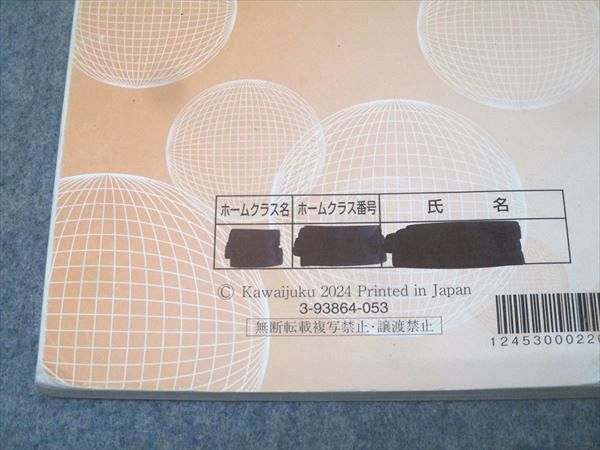 ホームクラス名 ホームクラス番号 氏 名
© Kawaijuku 2024 Printed in Japan
3-93864-053
無断転載複写禁止・譲渡禁止
1245300022